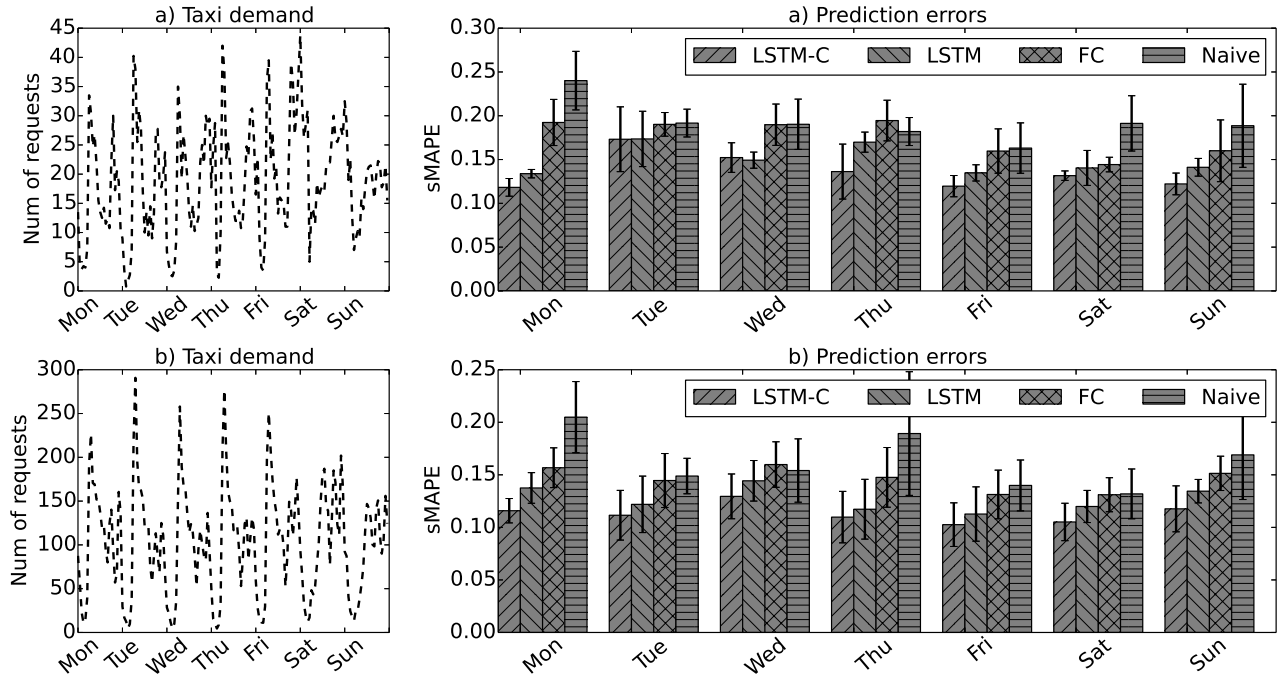 a) Taxi demand
Num of requests
45
40
35
30
25
20
15
10
5
0
Mon Tue Wed Thu Fri Sat Sun
a) Prediction errors
sMAPE
0.30
0.25
0.20
0.15
0.10
0.05
0.00
LSTM-C LSTM FC Naive
Mon Tue Wed Thu Fri Sat Sun
b) Taxi demand
Num of requests
300
250
200
150
100
50
0
Mon Tue Wed Thu Fri Sat Sun
b) Prediction errors
sMAPE
0.25
0.20
0.15
0.10
0.05
0.00
LSTM-C LSTM FC Naive
Mon Tue Wed Thu Fri Sat Sun